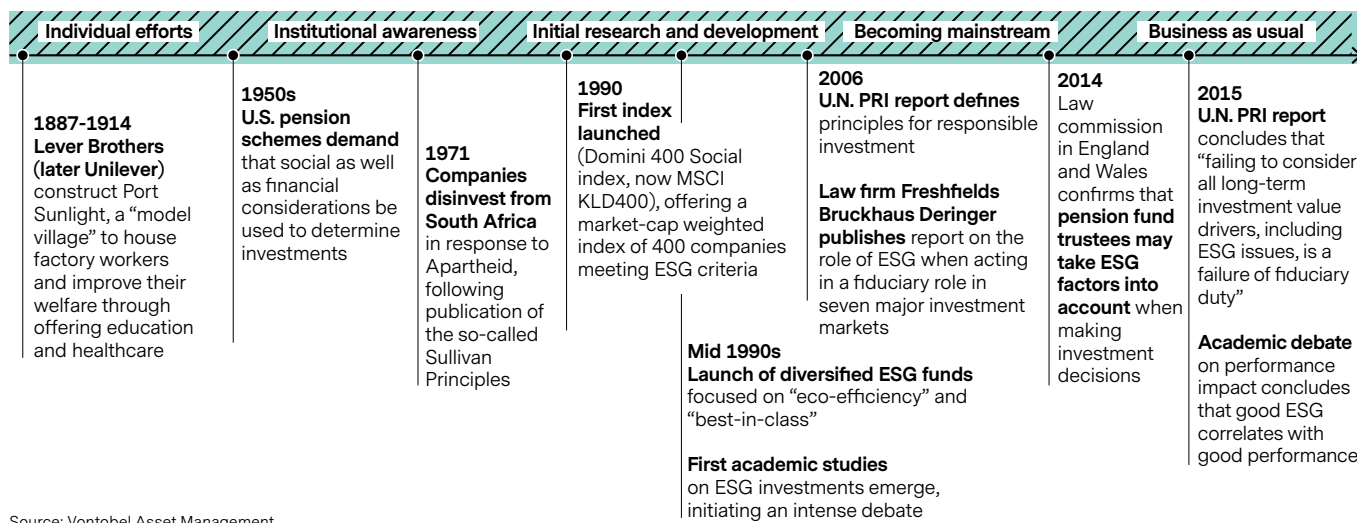 Individual efforts
Institutional awareness
Initial research and development
Becoming mainstream
Business as usual
1887-1914
Lever Brothers
(later Unilever)
construct Port
Sunlight, a “model
village” to house
factory workers
and improve their
welfare through
offering education
and healthcare
1950s
U.S. pension
schemes demand
that social as well
as financial
considerations be
used to determine
investments
1971
Companies
disinvest from
South Africa
in response to
Apartheid,
following
publication of
the so-called
Sullivan
Principles
1990
First index
launched
(Domini 400 Social
index, now MSCI
KLD400), offering a
market-cap weighted
index of 400 companies
meeting ESG criteria
Mid 1990s
Launch of diversified ESG funds
focused on “eco-efficiency” and
“best-in-class”
First academic studies
on ESG investments emerge,
initiating an intense debate
2006
U.N. PRI report defines
principles for responsible
investment
Law firm Freshfields
Bruckhaus Deringer
publishes report on the
role of ESG when acting
in a fiduciary role in
seven major investment
markets
2014
Law
commission
in England
and Wales
confirms that
pension fund
trustees may
take ESG
factors into
account when
making
investment
decisions
2015
U.N. PRI report
concludes that
“failing to consider
all long-term
investment value
drivers, including
ESG issues, is a
failure of fiduciary
duty”
Academic debate
on performance
impact concludes
that good ESG
correlates with
good performance
Source: Vontobel Asset Management